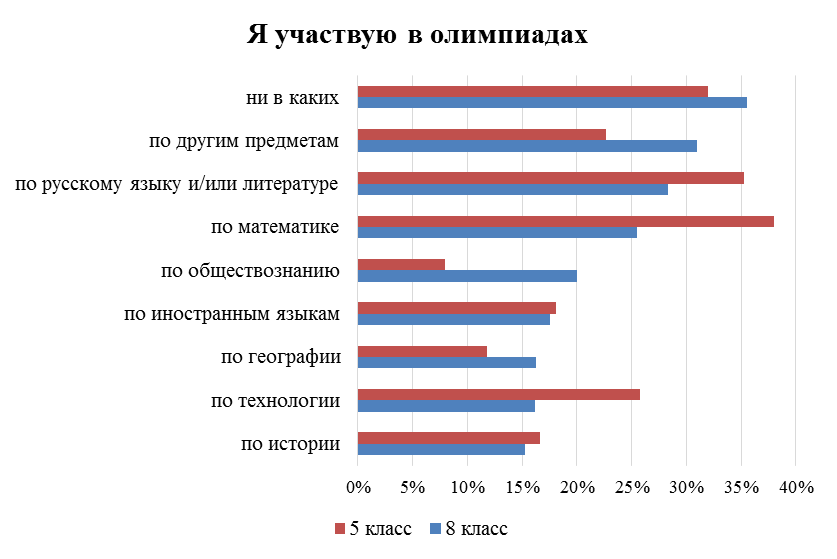 Я участвую в олимпиадах
ни в каких
по другим предметам
по русскому языку и/или литературе
по математике
по обществознанию
по иностранным языкам
по географии
по технологии
по истории
0% 5% 10% 15% 20% 25% 30% 35% 40%
5 класс 8 класс